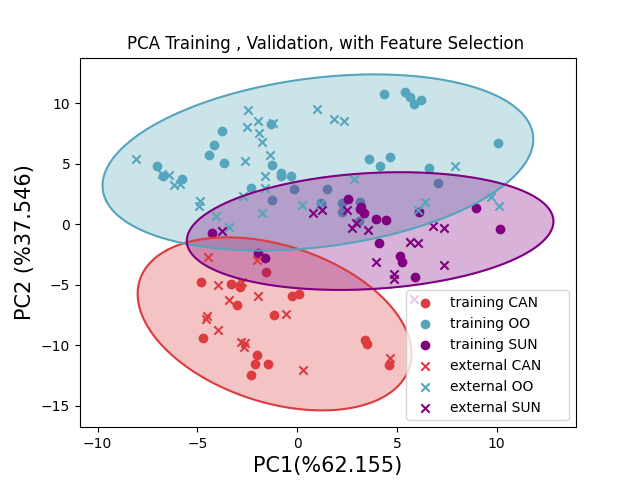 PCA Training , Validation, with Feature Selection
PC2 (%37.546)
10
5
0
−5
−10
−15
training CAN
training OO
training SUN
external CAN
external OO
external SUN
−10
−5
0
5
10
PC1(%62.155)